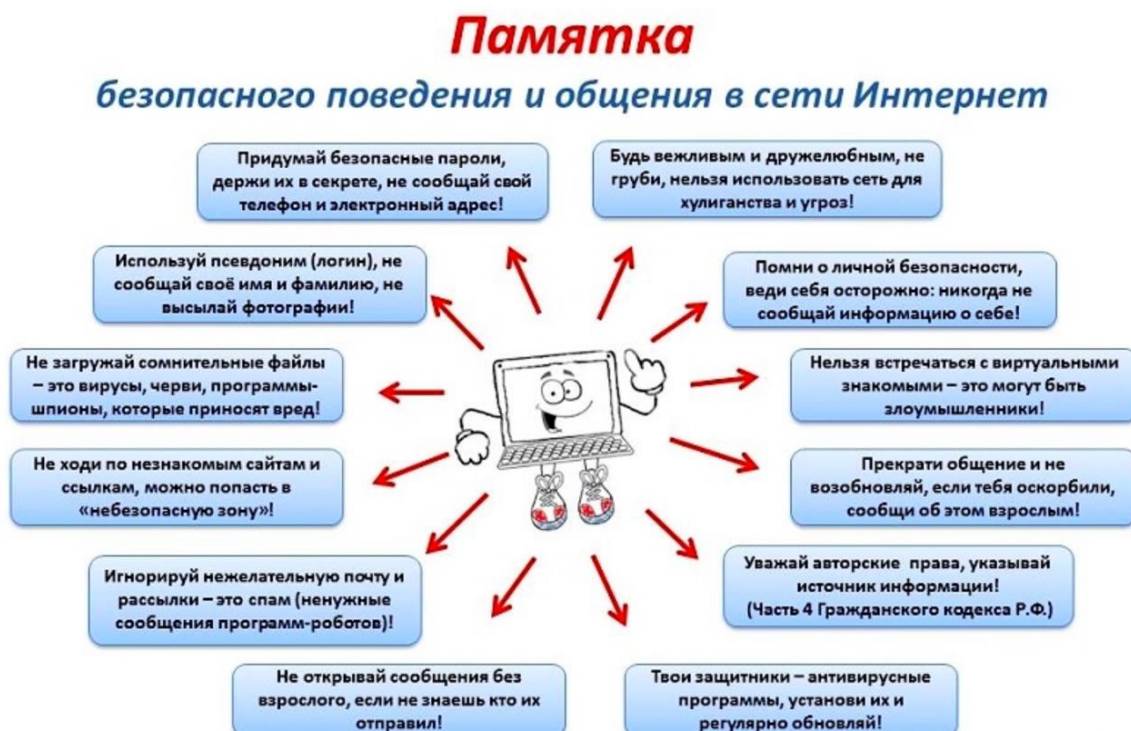 Памятка
безопасного поведения и общения в сети Интернет
Придумай безопасные пароли,
держи их в секрете, не сообщай свой
телефон и электронный адрес!
Будь вежливым и дружелюбным, не
груби, нельзя использовать сеть для
хулиганства и угроз!
Используй псевдоним (логин), не
сообщай своё имя и фамилию, не
высылай фотографии!
Помни о личной безопасности,
веди себя осторожно: никогда не
сообщай информацию о себе!
Не загружай сомнительные файлы
– это вирусы, черви, программы-
шпионы, которые приносят вред!
Нельзя встречаться с виртуальными
знакомыми – это могут быть
злоумышленники!
Не ходи по незнакомым сайтам и
ссылкам, можно попасть в
«небезопасную зону»!
Прекрати общение и не
возобновляй, если тебя оскорбили,
сообщи об этом взрослым!
Игнорируй нежелательную почту и
рассылки – это спам (ненужные
сообщения программ-роботов)!
Уважай авторские права, указывай
источник информации!
(Часть 4 Гражданского кодекса Р.Ф.)
Не открывай сообщения без
взрослого, если не знаешь кто их
отправил!
Твои защитники – антивирусные
программы, установи их и
регулярно обновляй!